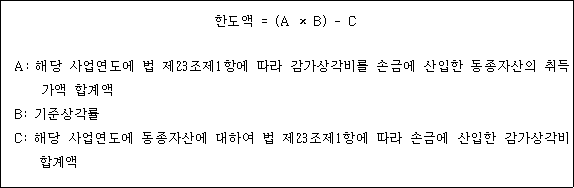 한도액 = (A × B) - C
A: 해당 사업연도에 법 제23조제1항에 따라 감가상각비를 손금에 산입한 동종자산의 취득
가액 합계액
B: 기준상각률
C: 해당 사업연도에 동종자산에 대하여 법 제23조제1항에 따라 손금에 산입한 감가상각비
합계액